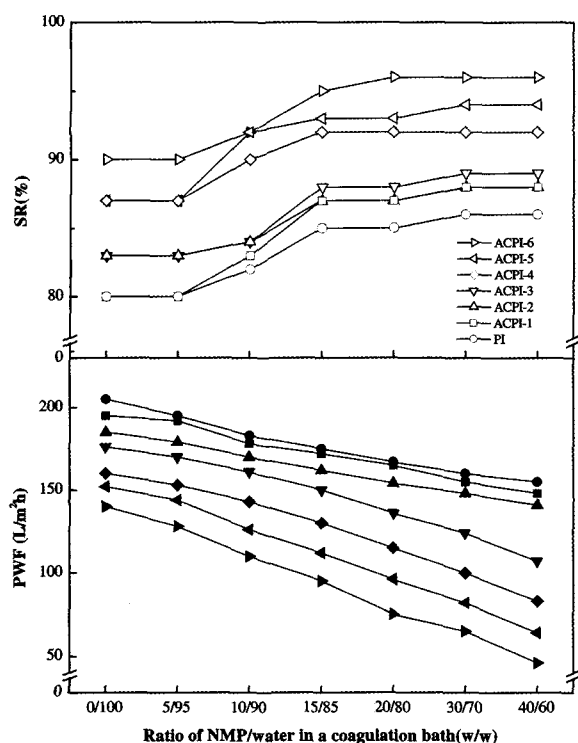 100
90
80
0
SR(%)
ACPI-6
ACPI-5
ACPI-4
ACPI-3
ACPI-2
ACPI-1
PI
200
150
100
50
0
PWF (L/m²h)
0/100 5/95 10/90 15/85 20/80 30/70 40/60
Ratio of NMP/water in a coagulation bath(w/w)